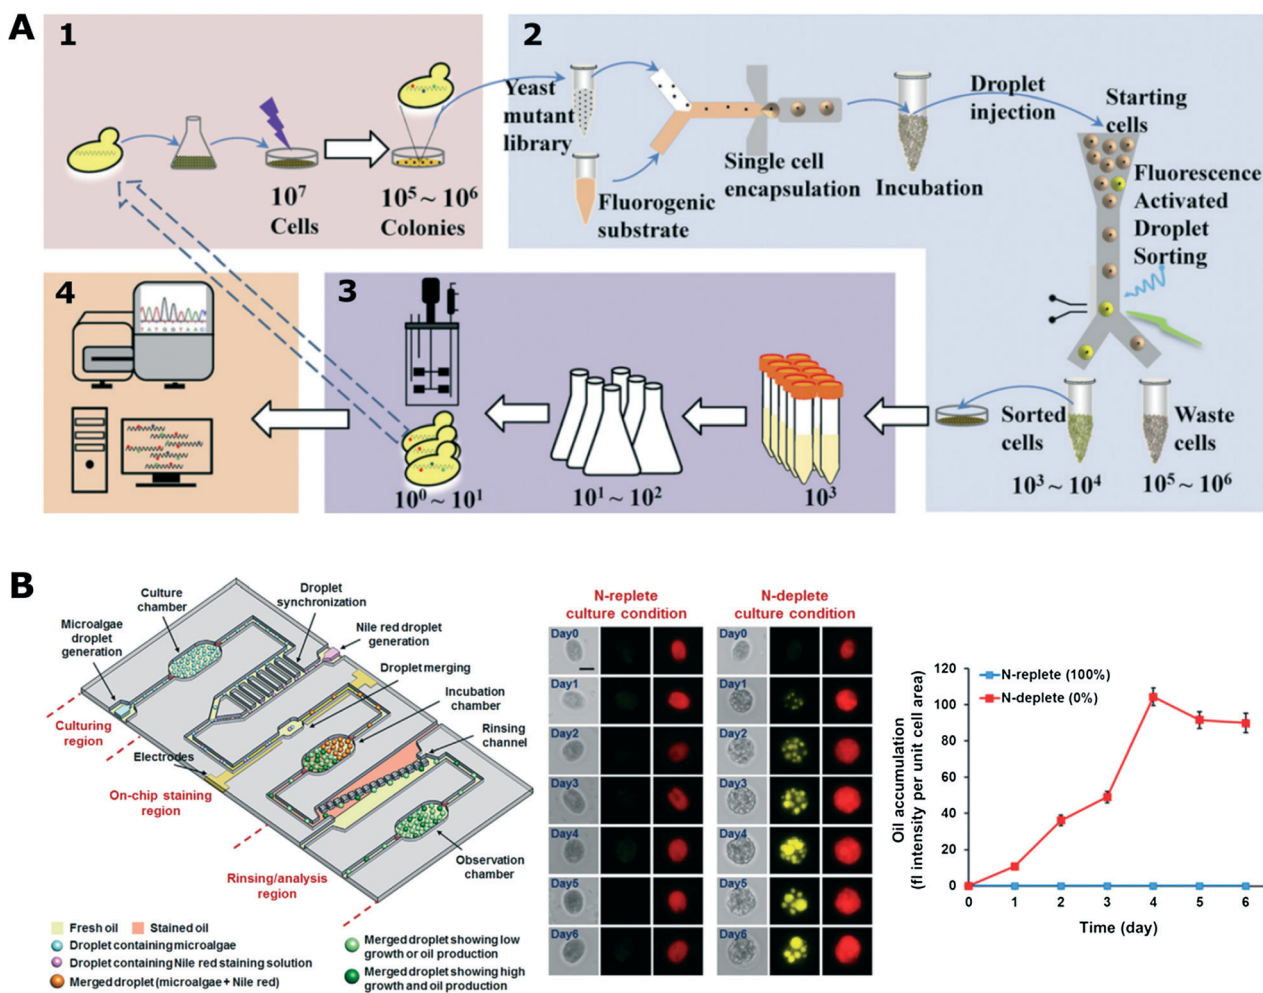 A
1
10⁷
Cells
10⁵ ~ 10⁶
Colonies
2
Yeast
mutant
library
Fluorogenic
substrate
Single cell
encapsulation
Incubation
Droplet
injection
Starting
cells
Fluorescence
Activated
Droplet
Sorting
Sorted
cells
10³ ~ 10⁴
Waste
cells
10⁵ ~ 10⁶
3
10⁰ ~ 10¹
10¹ ~ 10²
10³
4
B
Culture
chamber
Droplet
synchronization
Microalgae
droplet
generation
Nile red droplet
generation
Droplet merging
Incubation
chamber
Rinsing
channel
Culturing
region
Electrodes
On-chip staining
region
Rinsing/analysis
region
Observation
chamber
Fresh oil
Stained oil
Droplet containing microalgae
Droplet containing Nile red staining solution
Merged droplet (microalgae + Nile red)
Merged droplet showing low
growth or oil production
Merged droplet showing high
growth and oil production
N-replete
culture condition
Day0
Day1
Day2
Day3
Day4
Day5
Day6
N-deplete
culture condition
Day0
Day1
Day2
Day3
Day4
Day5
Day6
N-replete (100%)
N-deplete (0%)
Oil accumulation
(fl intensity per unit cell area)
120
100
80
60
40
20
0
0 1 2 3 4 5 6
Time (day)